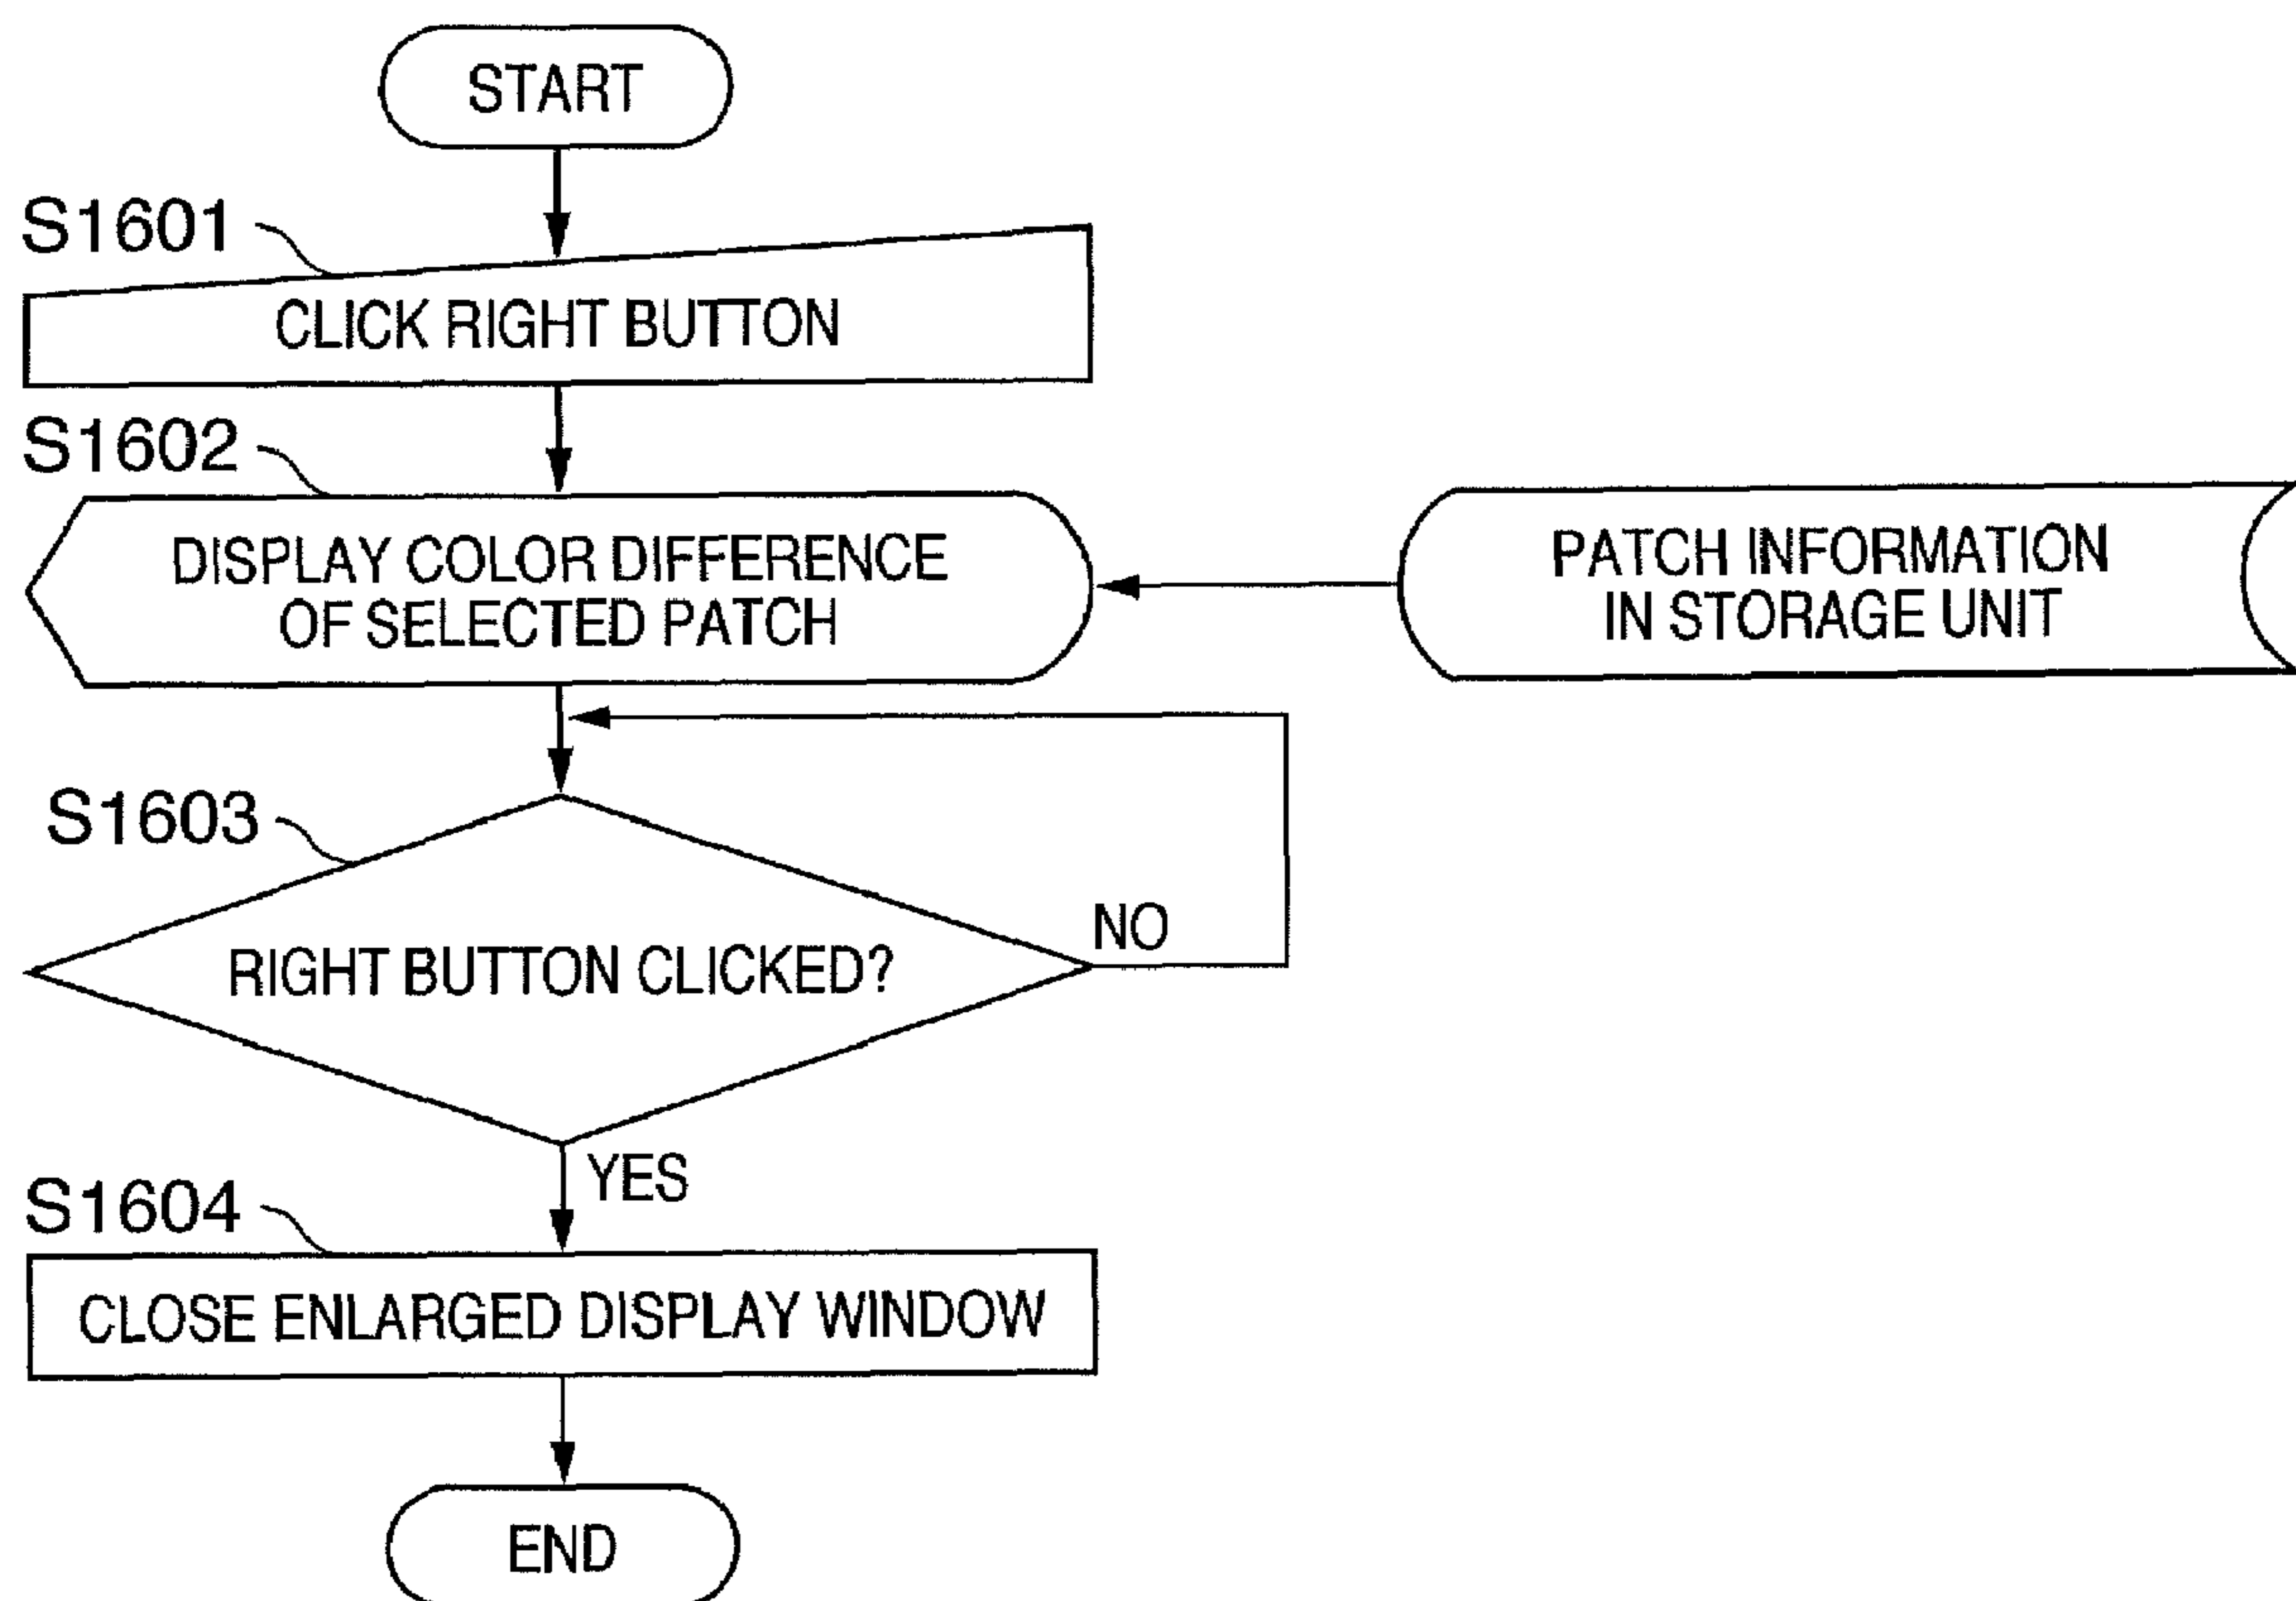 START
S1601
CLICK RIGHT BUTTON
S1602
DISPLAY COLOR DIFFERENCE
OF SELECTED PATCH
PATCH INFORMATION
IN STORAGE UNIT
S1603
RIGHT BUTTON CLICKED?
NO
YES
S1604
CLOSE ENLARGED DISPLAY WINDOW
END